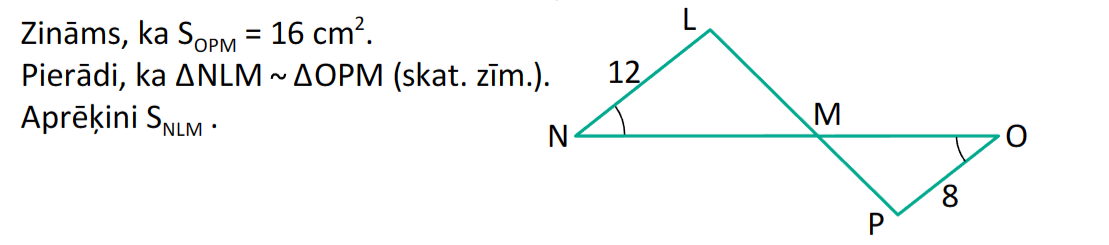 Zināms, ka S_OPM = 16 cm².
Pierādi, ka ΔNLM ~ ΔOPM (skat. zīm.).
Aprēķini S_NLM .
L
12
N
M
O
8
P